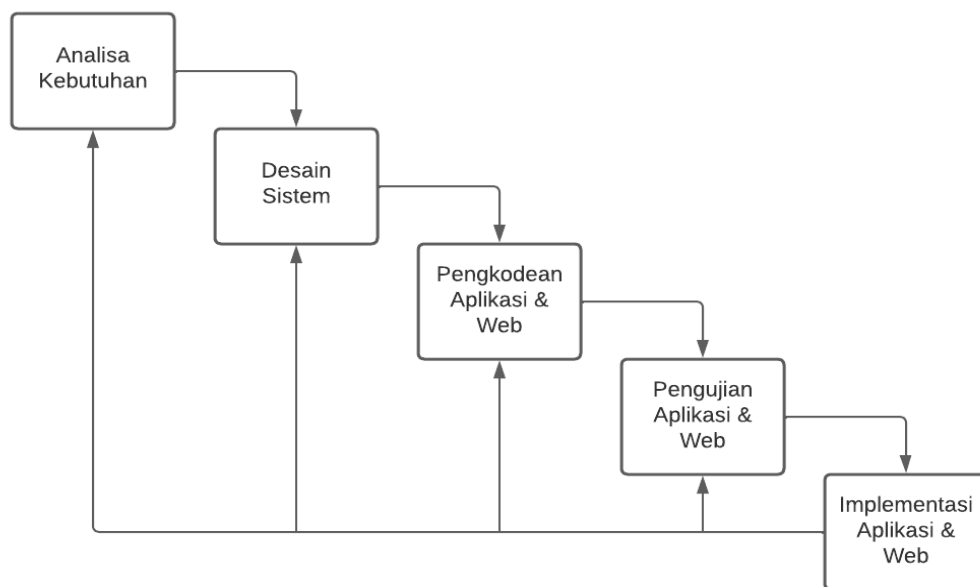 Analisa
Kebutuhan
Desain
Sistem
Pengkodean
Aplikasi &
Web
Pengujian
Aplikasi &
Web
Implementasi
Aplikasi &
Web